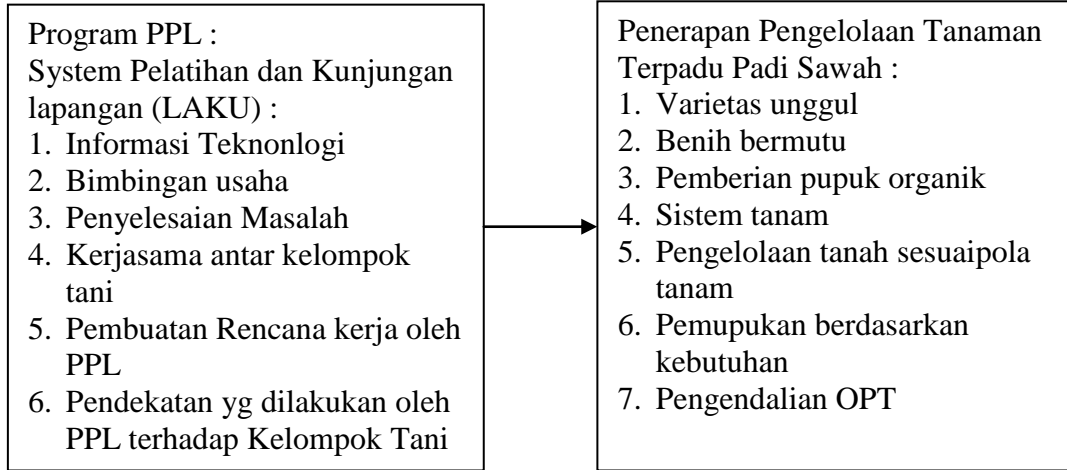 Program PPL :
System Pelatihan dan Kunjungan
lapangan (LAKU) :
1. Informasi Teknonlogi
2. Bimbingan usaha
3. Penyelesaian Masalah
4. Kerjasama antar kelompok
tani
5. Pembuatan Rencana kerja oleh
PPL
6. Pendekatan yg dilakukan oleh
PPL terhadap Kelompok Tani
Penerapan Pengelolaan Tanaman
Terpadu Padi Sawah :
1. Varietas unggul
2. Benih bermutu
3. Pemberian pupuk organik
4. Sistem tanam
5. Pengelolaan tanah sesuaipola
tanam
6. Pemupukan berdasarkan
kebutuhan
7. Pengendalian OPT